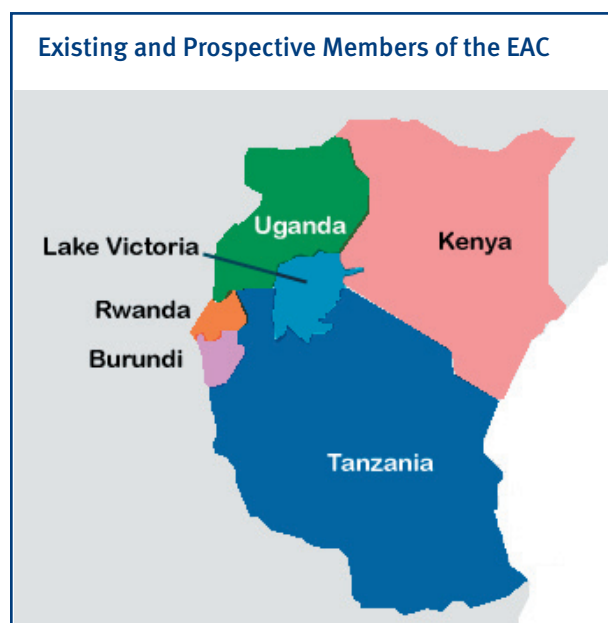 Existing and Prospective Members of the EAC
Uganda
Lake Victoria
Kenya
Rwanda
Burundi
Tanzania